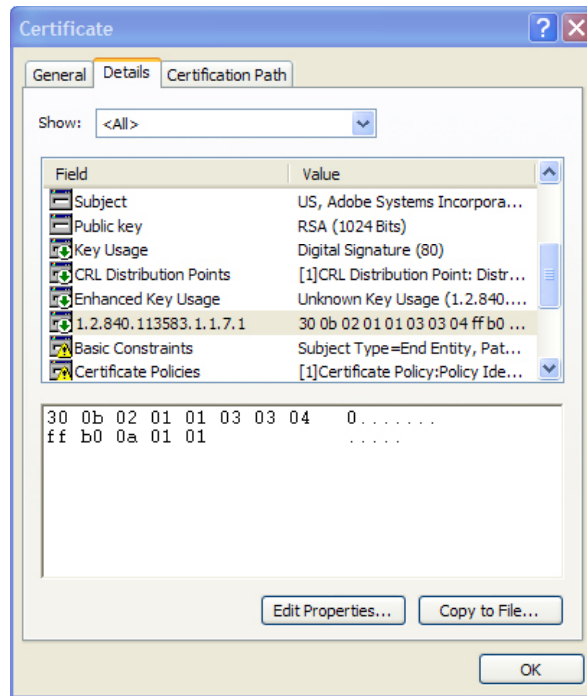 Certificate
General Details Certification Path
Show: <All>
Field Value
Subject US, Adobe Systems Incorpora...
Public key RSA (1024 Bits)
Key Usage Digital Signature (80)
CRL Distribution Points [1]CRL Distribution Point: Distr...
Enhanced Key Usage Unknown Key Usage (1.2.840....
1.2.840.113583.1.1.7.1 30 0b 02 01 01 03 03 04 ff b0 ...
Basic Constraints Subject Type=End Entity, Pat...
Certificate Policies [1]Certificate Policy:Policy Ide...
30 0b 02 01 01 03 03 04 0.......
ff b0 0a 01 01 .....
Edit Properties... Copy to File...
OK